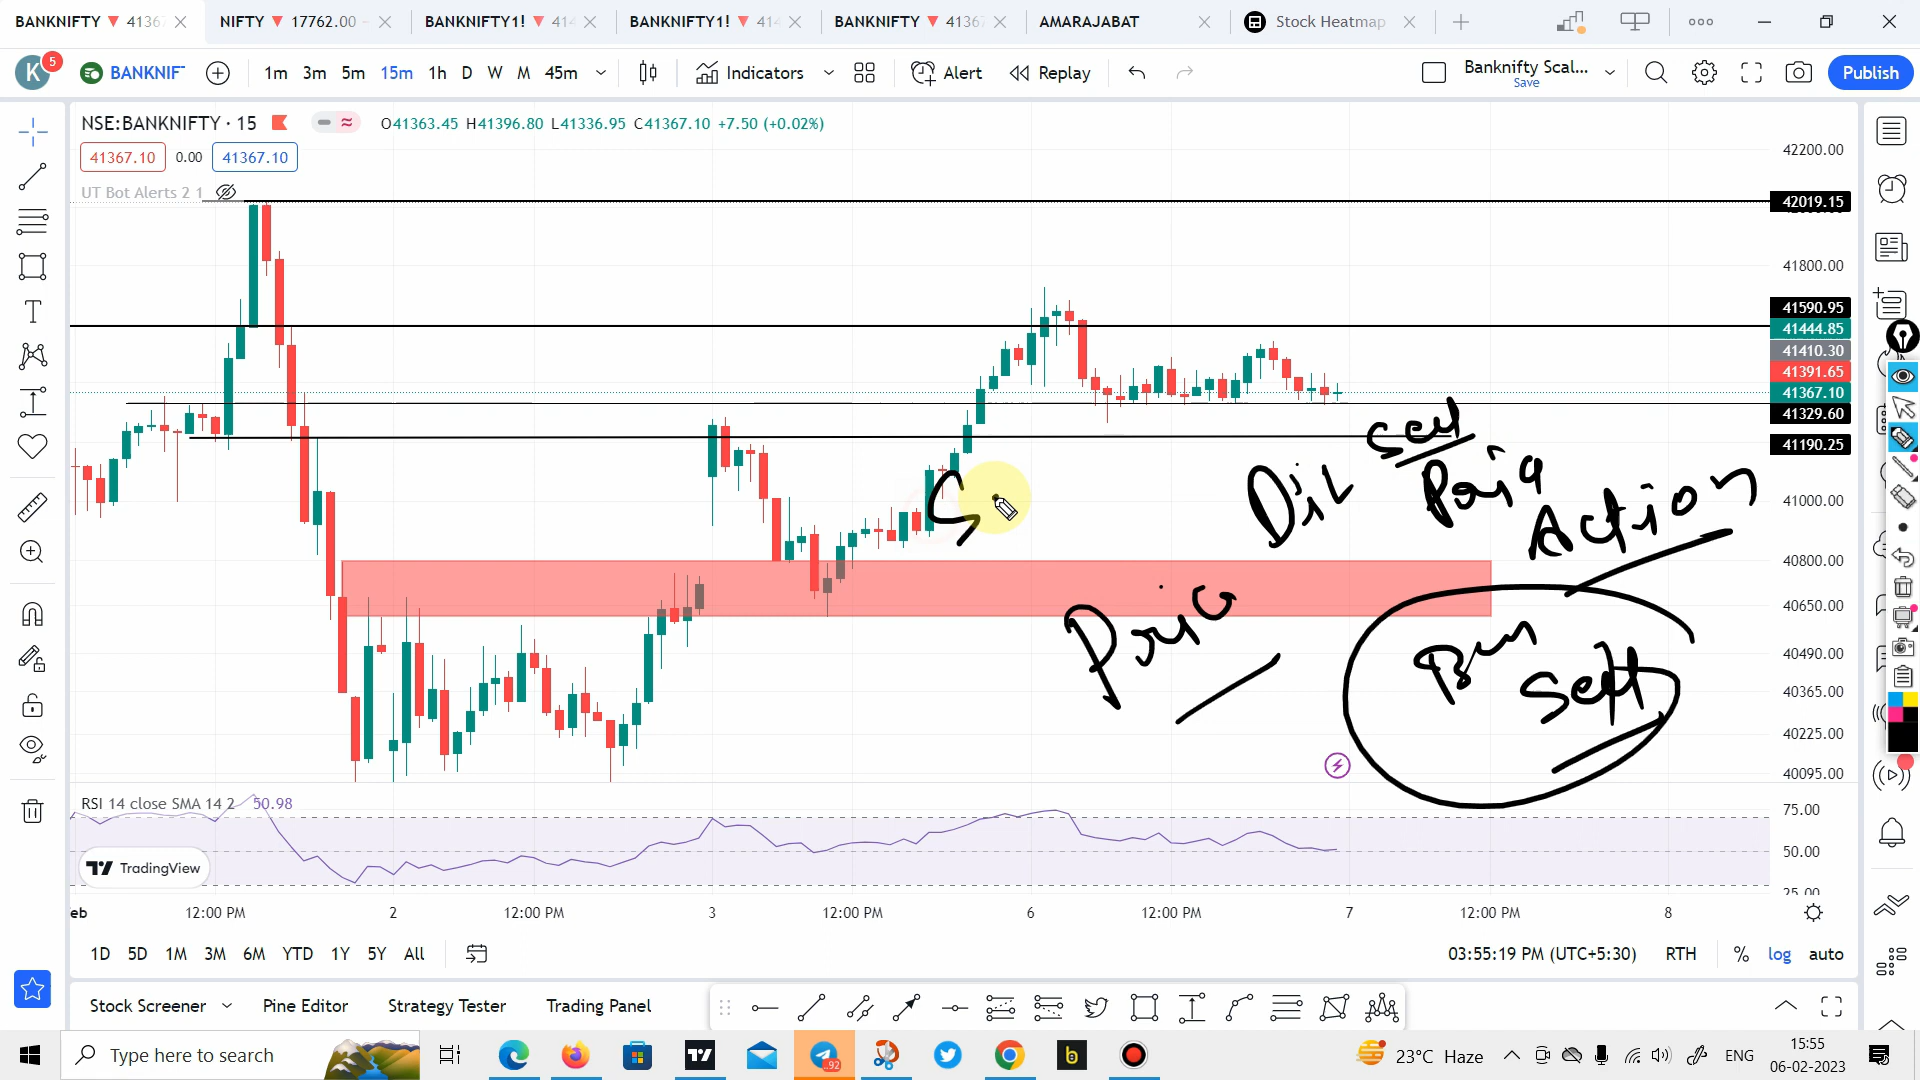 BANKNIFTY ▼ 4136 NIFTY ▼ 17762.00 BANKNIFTY1! ▼ 414 BANKNIFTY1! ▼ 414 BANKNIFTY ▼ 4136 AMARAJABAT Stock Heatmap
K 5 BANKNIF 1m 3m 5m 15m 1h D W M 45m Indicators Alert Replay Banknifty Scal... Save Publish
NSE:BANKNIFTY · 15 O41363.45 H41396.80 L41336.95 C41367.10 +7.50 (+0.02%)
41367.10 0.00 41367.10
UT Bot Alerts 2 1
42200.00
42019.15
41800.00
41590.95
41444.85
41410.30
41391.65
41367.10
41329.60
41190.25
41000.00
40800.00
40650.00
40490.00
40365.00
40225.00
40095.00
Action
RSI 14 close SMA 14 2 50.98
75.00
50.00
25.00
TradingView
eb 12:00 PM 2 12:00 PM 3 12:00 PM 6 12:00 PM 7 12:00 PM 8
1D 5D 1M 3M 6M YTD 1Y 5Y All 03:55:19 PM (UTC+5:30) RTH % log auto
Stock Screener Pine Editor Strategy Tester Trading Panel
Type here to search 92 b 23°C Haze ENG 15:55
06-02-2023